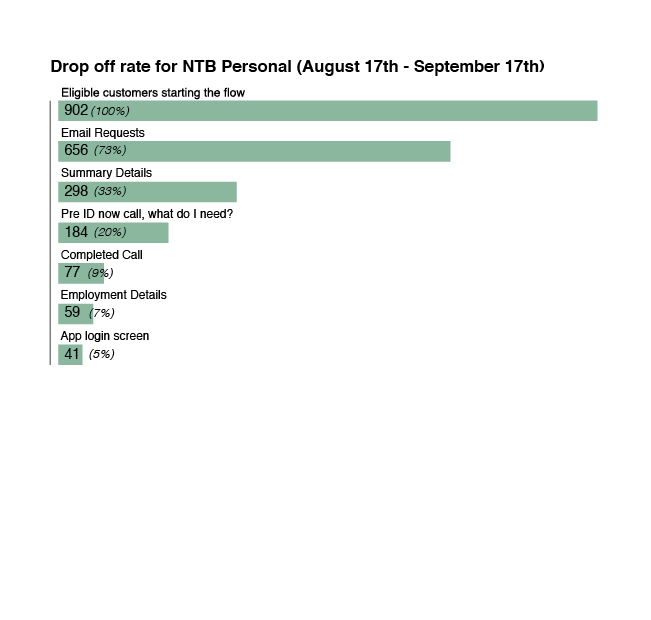 Drop off rate for NTB Personal (August 17th - September 17th)
Eligible customers starting the flow
902 (100%)
Email Requests
656 (73%)
Summary Details
298 (33%)
Pre ID now call, what do I need?
184 (20%)
Completed Call
77 (9%)
Employment Details
59 (7%)
App login screen
41 (5%)